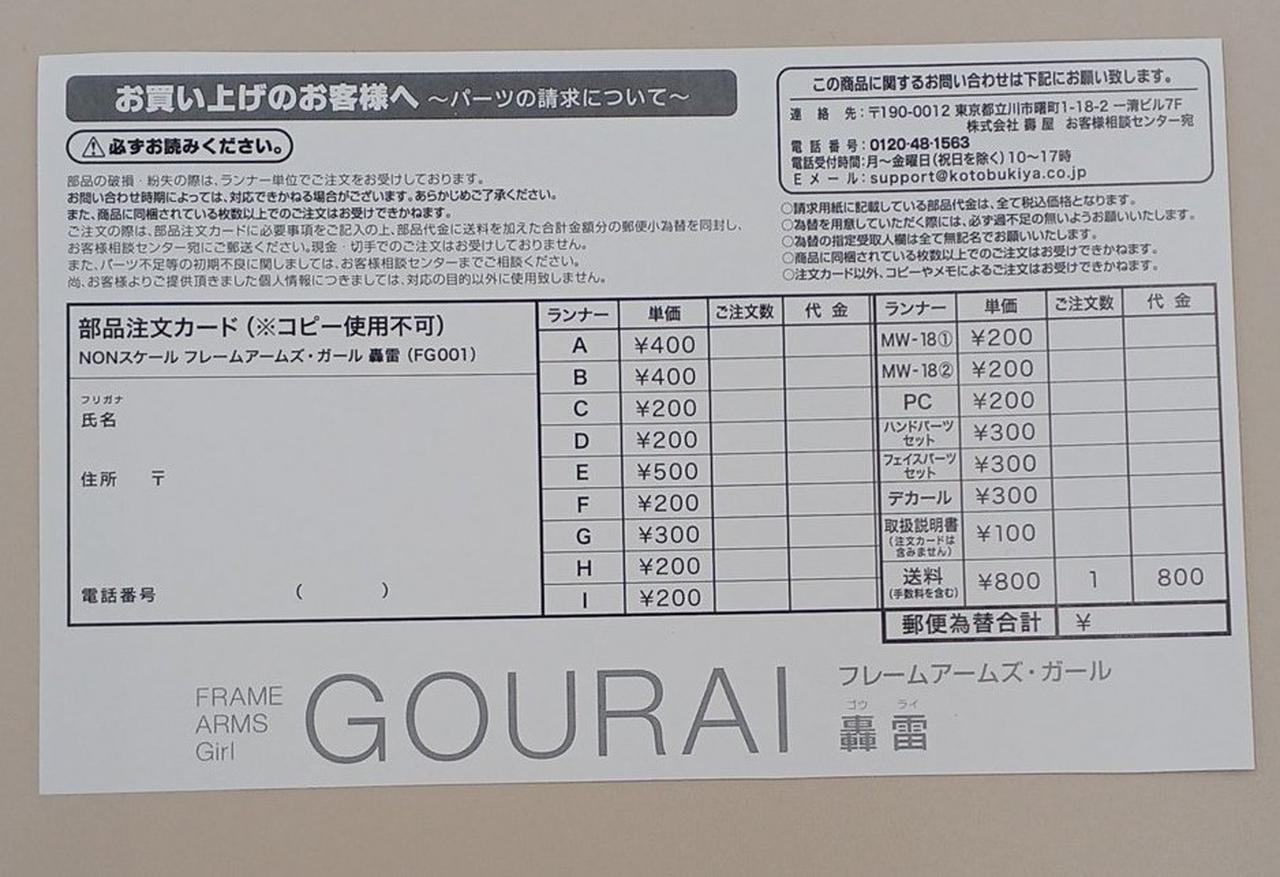 お買い上げのお客様へ ～パーツの請求について～
⚠必ずお読みください。
部品の破損・紛失の際は、ランナー単位でご注文をお受けしております。
お問い合わせ時期によっては、対応できかねる場合がございます。あらかじめご了承ください。
また、商品に同梱されている枚数以上でのご注文はお受けできかねます。
ご注文の際は、部品注文カードに必要事項をご記入の上、部品代金に送料を加えた合計金額分の郵便小為替を同封し、
お客様相談センター宛にご郵送ください。現金・切手でのご注文はお受けしておりません。
また、パーツ不足等の初期不良に関しましては、お客様相談センターまでご相談ください。
尚、お客様よりご提供頂きました個人情報につきましては、対応の目的以外に使用致しません。
この商品に関するお問い合わせは下記にお願い致します。
連絡先:〒190-0012 東京都立川市曙町1-18-2 一清ビル7F
株式会社 壽屋 お客様相談センター宛
電話番号:0120-48-1563
電話受付時間:月～金曜日(祝日を除く)10～17時
Eメール:support@kotobukiya.co.jp
○請求用紙に記載している部品代金は、全て税込価格となります。
○為替を用意していただく際には、必ず過不足の無いようお願いいたします。
○為替の指定受取人欄は全て無記名でお願いいたします。
○商品に同梱されている枚数以上でのご注文はお受けできかねます。
○注文カード以外、コピーやメモによるご注文はお受けできかねます。
部品注文カード(※コピー使用不可)
NONスケール フレームアームズ・ガール 轟雷(FG001)
フリガナ
氏名
住所 〒
電話番号 ( )
ランナー 単価 ご注文数 代金
A ¥400
B ¥400
C ¥200
D ¥200
E ¥500
F ¥200
G ¥300
H ¥200
I ¥200
ランナー 単価 ご注文数 代金
MW-18① ¥200
MW-18② ¥200
PC ¥200
ハンドパーツ
セット ¥300
フェイスパーツ
セット ¥300
デカール ¥300
取扱説明書
(注文カードは
含みません) ¥100
送料
(手数料を含む) ¥800 1 800
郵便為替合計 ¥
FRAME
ARMS
Girl
GOURAI
フレームアームズ・ガール
ゴウ ライ
轟雷